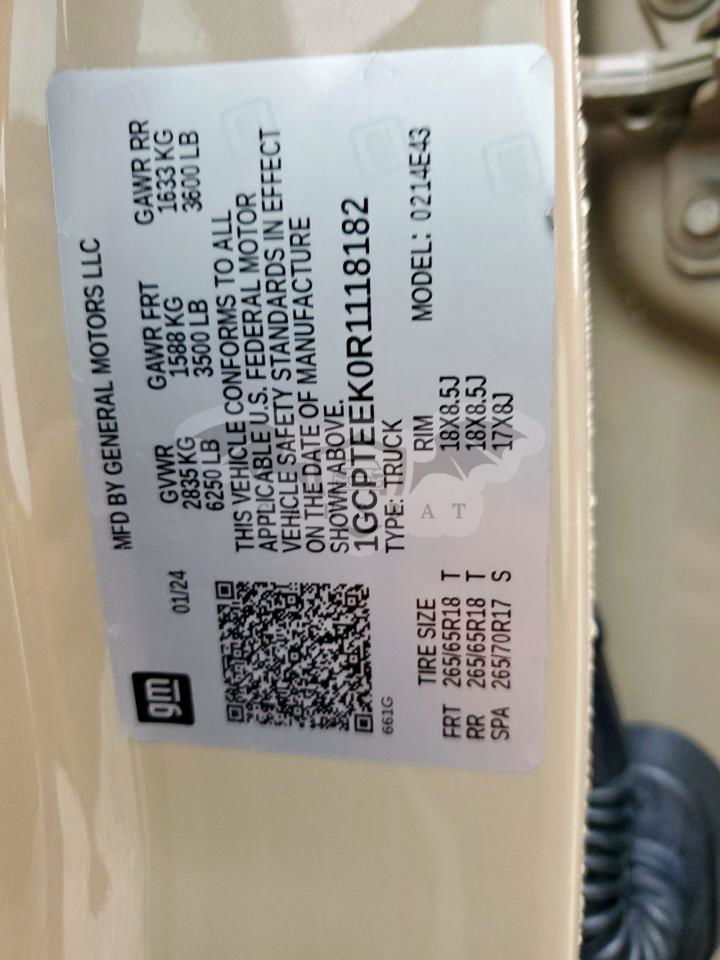 gm
MFD BY GENERAL MOTORS LLC
01/24
GVWR GAWR FRT GAWR RR
2835 KG 1588 KG 1633 KG
6250 LB 3500 LB 3600 LB
THIS VEHICLE CONFORMS TO ALL
APPLICABLE U.S. FEDERAL MOTOR
VEHICLE SAFETY STANDARDS IN EFFECT
ON THE DATE OF MANUFACTURE
SHOWN ABOVE.
1GCPTEEK0R1118182
661G
TYPE: TRUCK MODEL: 0214E43
TIRE SIZE RIM
FRT 265/65R18 T 18X8.5J
RR 265/65R18 T 18X8.5J
SPA 265/70R17 S 17X8J
A T